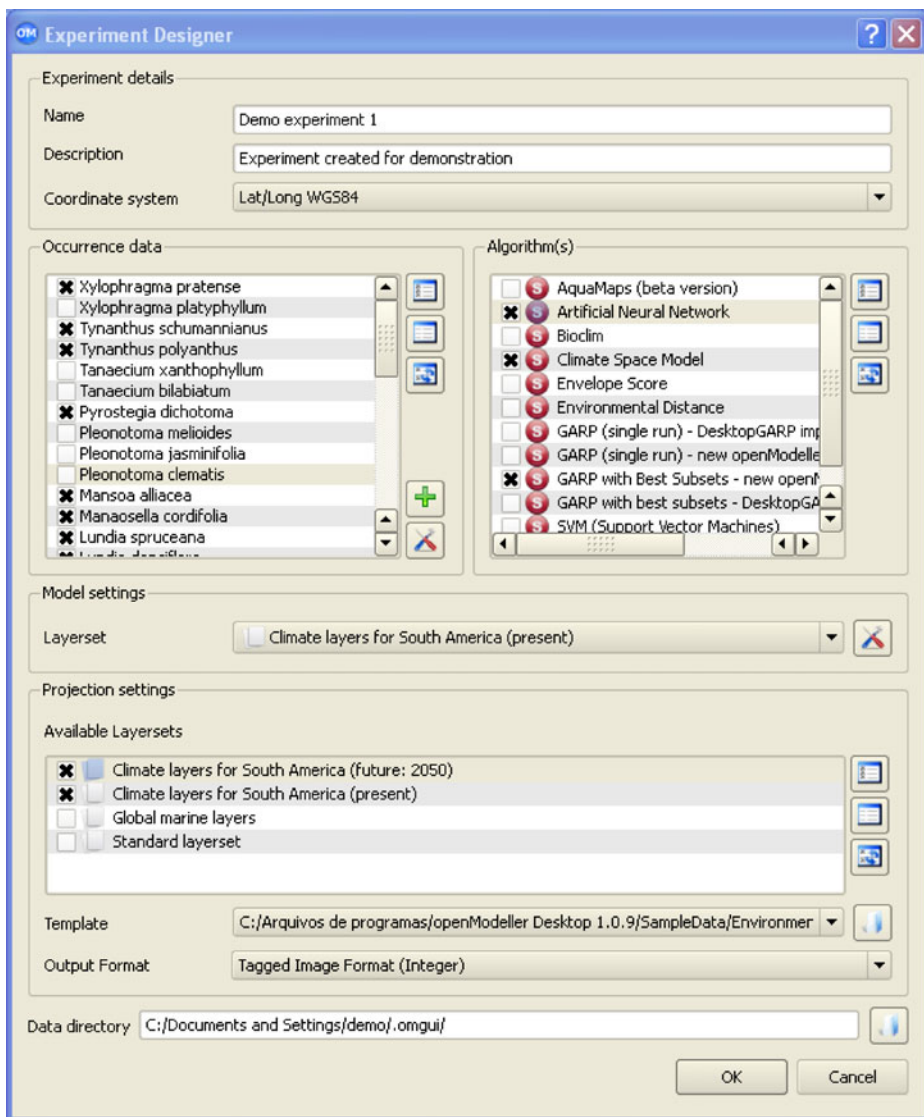 OM Experiment Designer
Experiment details
Name
Demo experiment 1
Description
Experiment created for demonstration
Coordinate system
Lat/Long WGS84
Occurrence data
Xylophragma pratense
Xylophragma platyphyllum
Tynanthus schumannianus
Tynanthus polyanthus
Tanaecium xanthophyllum
Tanaecium bilabiatum
Pyrostegia dichotoma
Pleonotoma melioides
Pleonotoma jasminifolia
Pleonotoma clematis
Mansoa alliacea
Manaosella cordifolia
Lundia spruceana
Lundia densiflora
Algorithm(s)
S AquaMaps (beta version)
S Artificial Neural Network
S Bioclim
S Climate Space Model
S Envelope Score
S Environmental Distance
S GARP (single run) - DesktopGARP imp
S GARP (single run) - new openModelle
S GARP with Best Subsets - new open
S GARP with best subsets - DesktopGA
S SVM (Support Vector Machines)
Model settings
Layerset
Climate layers for South America (present)
Projection settings
Available Layersets
Climate layers for South America (future: 2050)
Climate layers for South America (present)
Global marine layers
Standard layerset
Template
C:/Arquivos de programas/openModeller Desktop 1.0.9/SampleData/Environmer
Output Format
Tagged Image Format (Integer)
Data directory
C:/Documents and Settings/demo/.omgui/
OK
Cancel